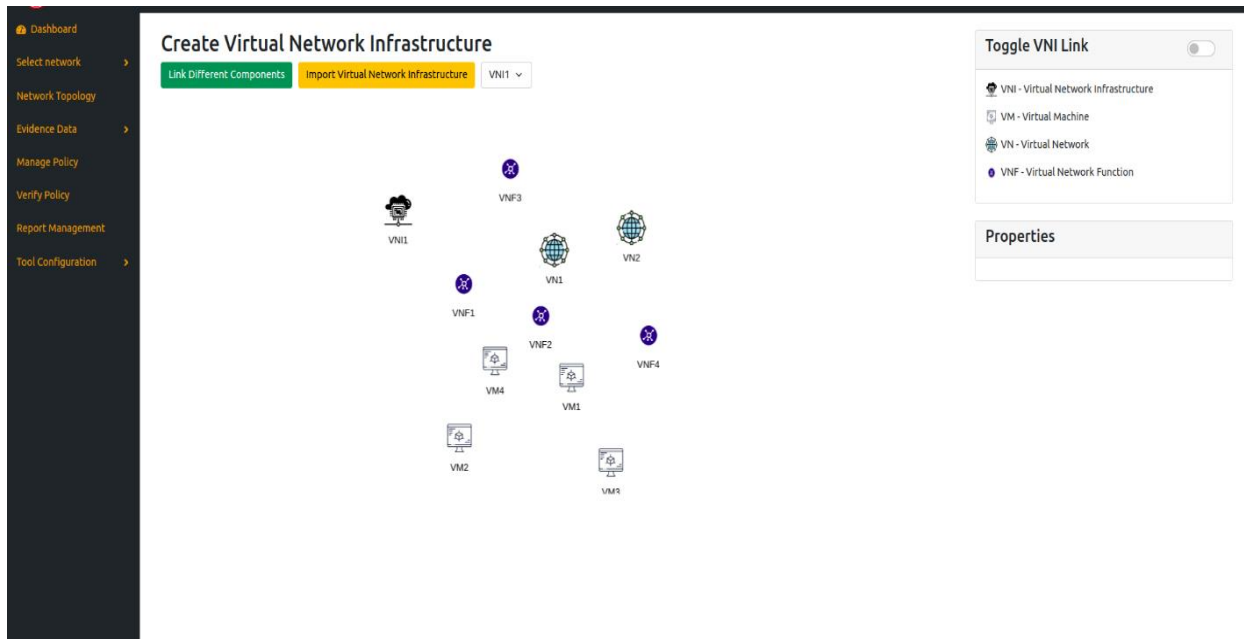 Dashboard
Select network
Network Topology
Evidence Data
Manage Policy
Verify Policy
Report Management
Tool Configuration
Create Virtual Network Infrastructure
Link Different Components
Import Virtual Network Infrastructure
VNI1
VNF3
VNI1
VN2
VN1
VNF1
VNF2
VNF4
VM4
VM1
VM2
VM3
Toggle VNI Link
VNI - Virtual Network Infrastructure
VM - Virtual Machine
VN - Virtual Network
VNF - Virtual Network Function
Properties